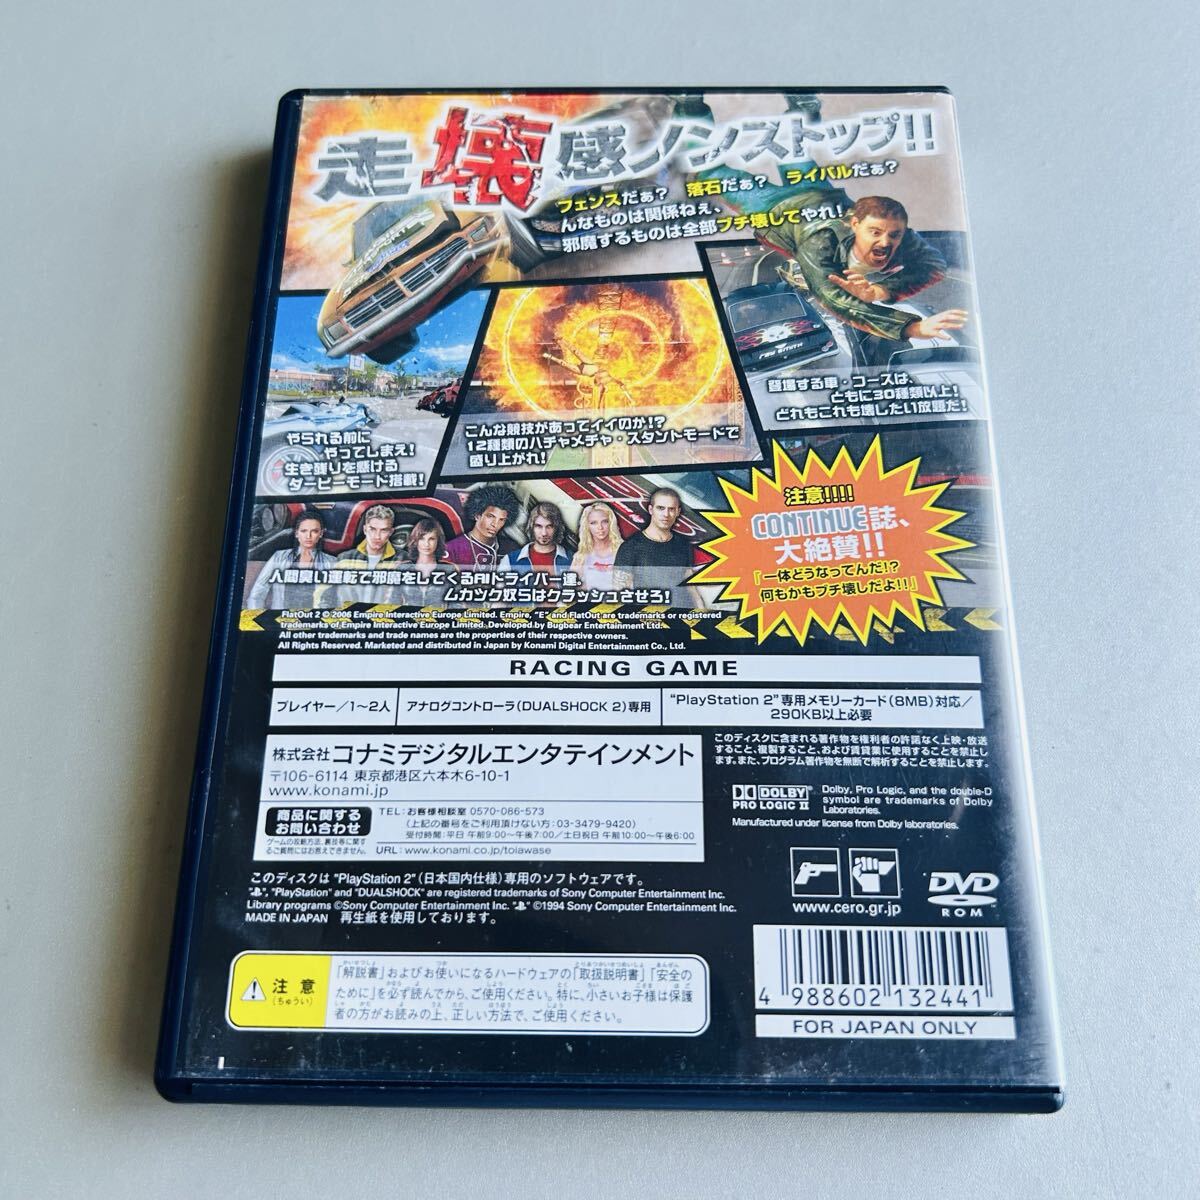 走壊感ノンストップ!!
フェンスだぁ? 落石だぁ? ライバルだぁ?
んなものは関係ねぇ、
邪魔するものは全部ブチ壊してやれ!
RAY SMITH
登場する車・コースは、
ともに30種類以上!
どれもこれも壊したい放題だ!
こんな競技があってイイのか!?
12種類のハチャメチャ・スタントモードで
盛り上がれ!
やられる前に
やってしまえ!
生き残りを懸ける
ダービーモード搭載!
注意!!!!
CONTINUE誌、
大絶賛!!
「一体どうなってんだ!?
何もかもブチ壊しだよ!!」
人間臭い運転で邪魔をしてくるAIドライバー達。
ムカツク奴らはクラッシュさせろ!
FlatOut 2 © 2006 Empire Interactive Europe Limited. Empire, "E" and FlatOut are trademarks or registered
trademarks of Empire Interactive Europe Limited. Developed by Bugbear Entertainment Ltd.
All other trademarks and trade names are the properties of their respective owners.
All Rights Reserved. Marketed and distributed in Japan by Konami Digital Entertainment Co., Ltd.
RACING GAME
プレイヤー/1〜2人
アナログコントローラ(DUALSHOCK 2)専用
"PlayStation 2"専用メモリーカード(8MB)対応/
290KB以上必要
株式会社コナミデジタルエンタテインメント
〒106-6114 東京都港区六本木6-10-1
www.konami.jp
商品に関する
お問い合わせ
ゲームの攻略方法、裏技等に関す
るご質問にはお答えできません。
TEL:お客様相談室 0570-086-573
(上記の番号をご利用頂けない方:03-3479-9420)
受付時間:平日 午前9:00〜午後7:00/土日祝日 午前10:00〜午後6:00
URL:www.konami.co.jp/toiawase
このディスクに含まれる著作物を権利者の許諾なく上映・放送
すること、複製すること、および賃貸業に使用することを禁止し
ます。また、プログラム著作物を無断で解析することを禁止します。
DOLBY
PRO LOGIC II
Dolby, Pro Logic, and the double-D
symbol are trademarks of Dolby
Laboratories.
Manufactured under license from Dolby laboratories.
このディスクは "PlayStation 2"(日本国内仕様)専用のソフトウェアです。
" ", "PlayStation" and "DUALSHOCK" are registered trademarks of Sony Computer Entertainment Inc.
Library programs ©Sony Computer Entertainment Inc. " " ©1994 Sony Computer Entertainment Inc.
MADE IN JAPAN 再生紙を使用しております。
www.cero.gr.jp
DVD
ROM
注意
(ちゅうい)
「解説書」およびお使いになるハードウェアの「取扱説明書」「安全の
ために」を必ず読んでから、ご使用ください。特に、小さいお子様は保護
者の方がお読みの上、正しい方法で、ご使用ください。
4 988602 132441
FOR JAPAN ONLY